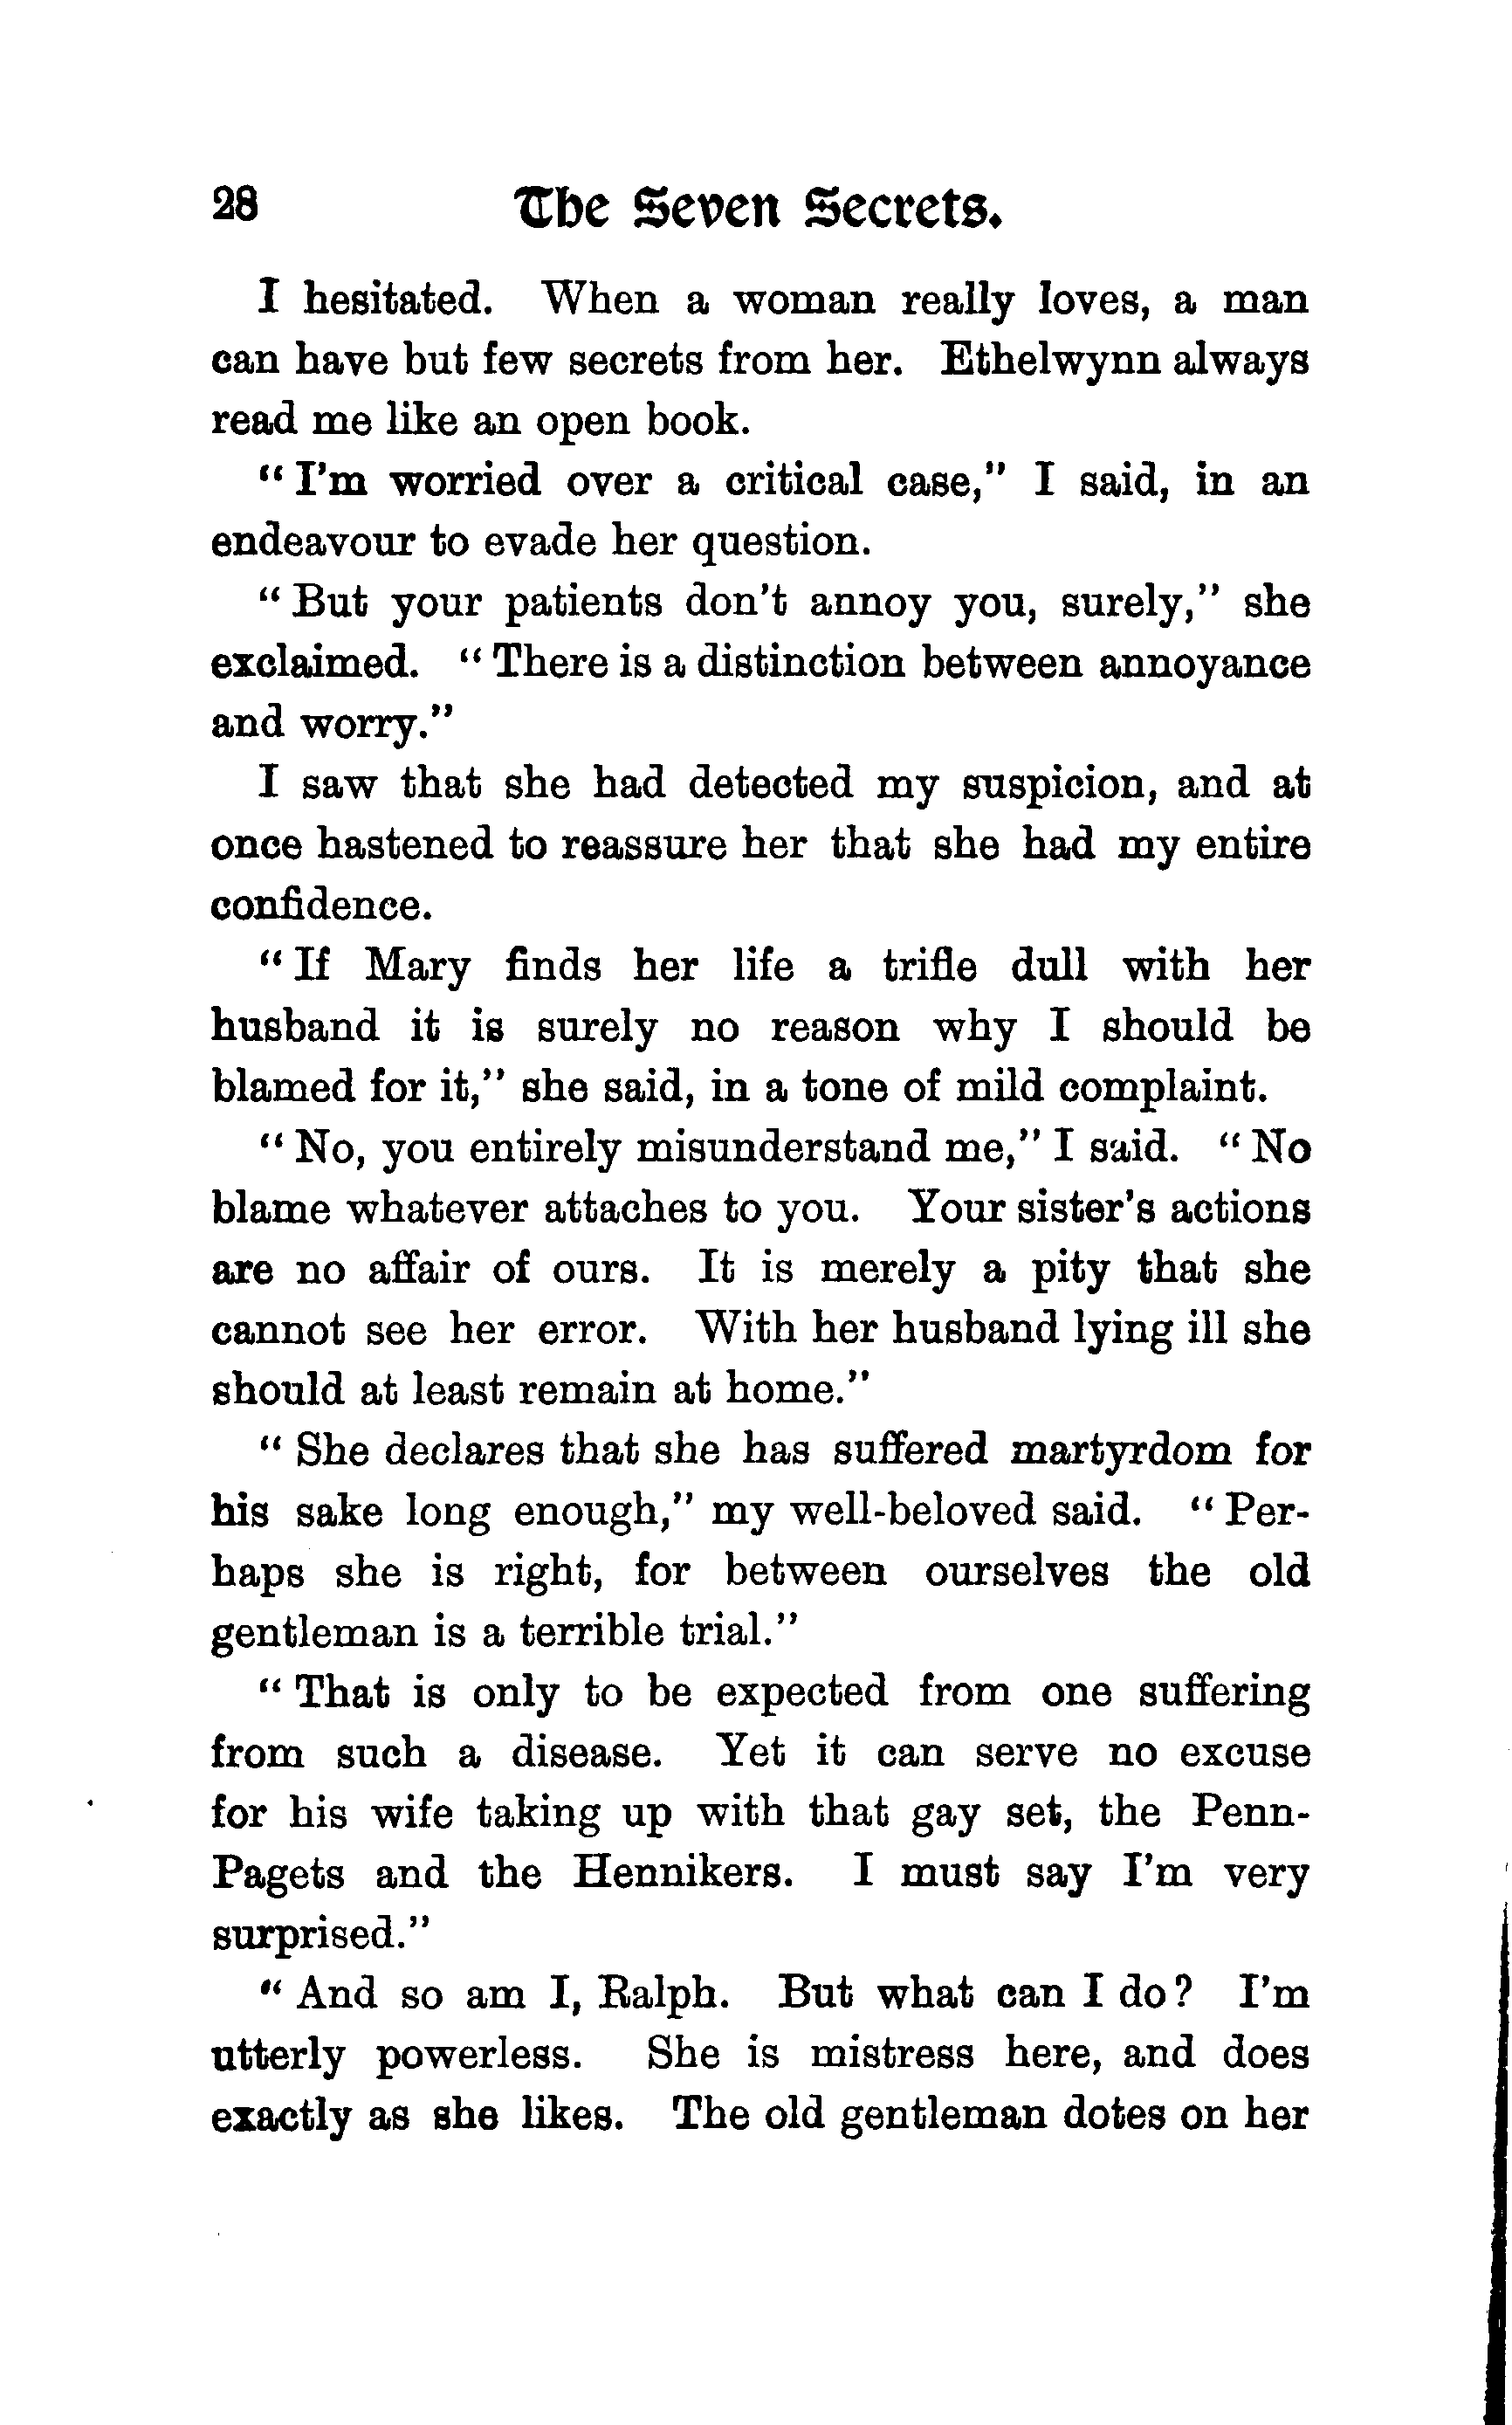 28 The Seven Secrets.
I hesitated. When a woman really loves, a man
can have but few secrets from her. Ethelwynn always
read me like an open book.
"I'm worried over a critical case," I said, in an
endeavour to evade her question.
"But your patients don't annoy you, surely," she
exclaimed. "There is a distinction between annoyance
and worry."
I saw that she had detected my suspicion, and at
once hastened to reassure her that she had my entire
confidence.
"If Mary finds her life a trifle dull with her
husband it is surely no reason why I should be
blamed for it," she said, in a tone of mild complaint.
"No, you entirely misunderstand me," I said. "No
blame whatever attaches to you. Your sister's actions
are no affair of ours. It is merely a pity that she
cannot see her error. With her husband lying ill she
should at least remain at home."
"She declares that she has suffered martyrdom for
his sake long enough," my well-beloved said. "Per-
haps she is right, for between ourselves the old
gentleman is a terrible trial."
"That is only to be expected from one suffering
from such a disease. Yet it can serve no excuse
for his wife taking up with that gay set, the Penn-
Pagets and the Hennikers. I must say I'm very
surprised."
"And so am I, Ralph. But what can I do? I'm
utterly powerless. She is mistress here, and does
exactly as she likes. The old gentleman dotes on her